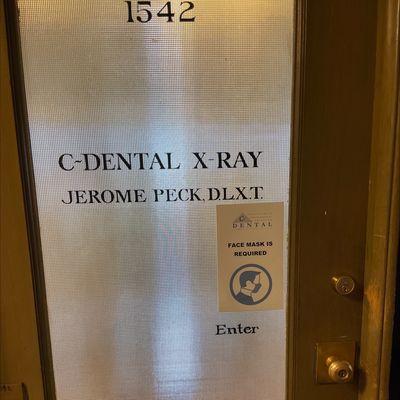 1542
C-DENTAL X-RAY
JEROME PECK, D.L.X.T.
DENTAL
FACE MASK IS
REQUIRED
Enter